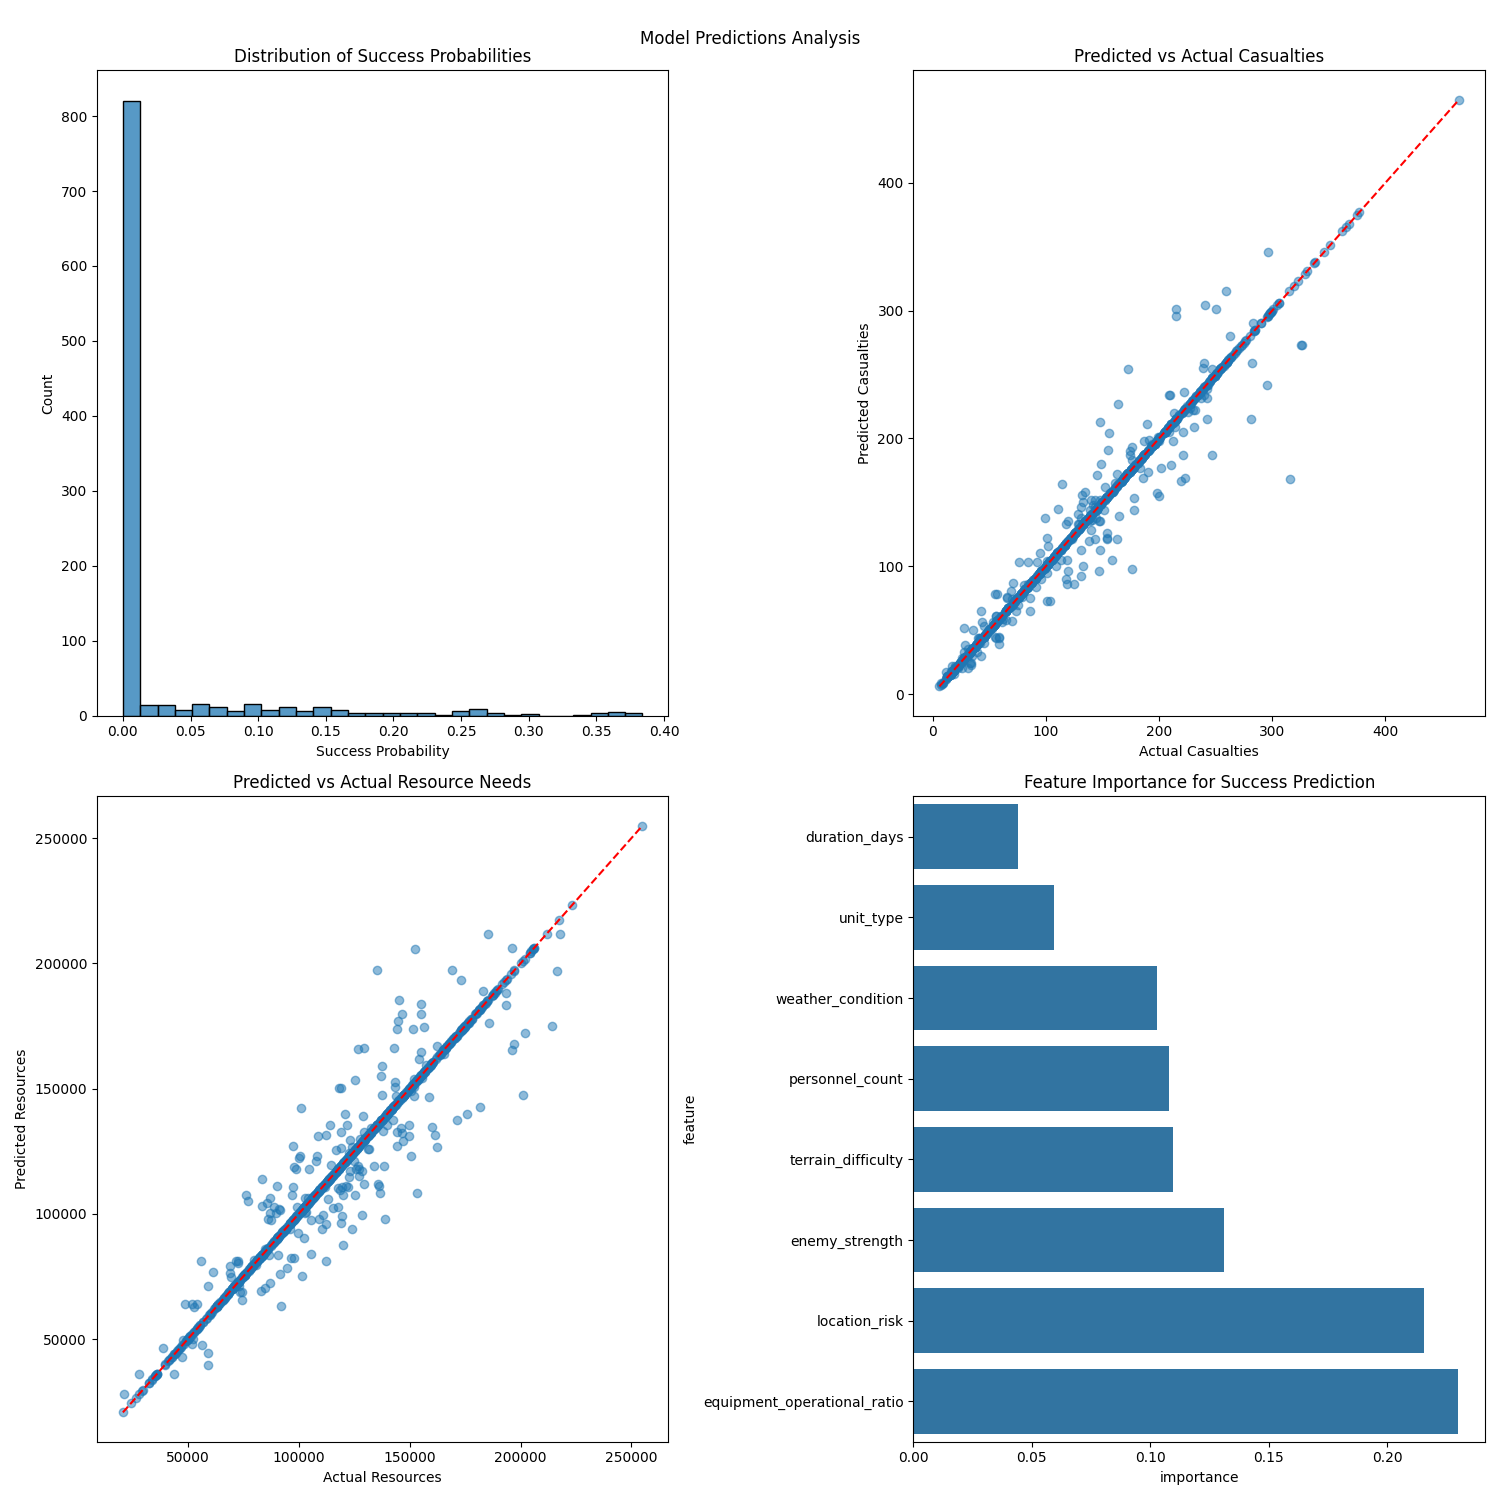 Model Predictions Analysis
Distribution of Success Probabilities
800
700
600
500
400
300
200
100
0
Count
0.00 0.05 0.10 0.15 0.20 0.25 0.30 0.35 0.40
Success Probability
Predicted vs Actual Casualties
400
300
200
100
0
Predicted Casualties
0 100 200 300 400
Actual Casualties
Predicted vs Actual Resource Needs
250000
200000
150000
100000
50000
Predicted Resources
50000 100000 150000 200000 250000
Actual Resources
Feature Importance for Success Prediction
duration_days
unit_type
weather_condition
personnel_count
terrain_difficulty
enemy_strength
location_risk
equipment_operational_ratio
feature
0.00 0.05 0.10 0.15 0.20
importance